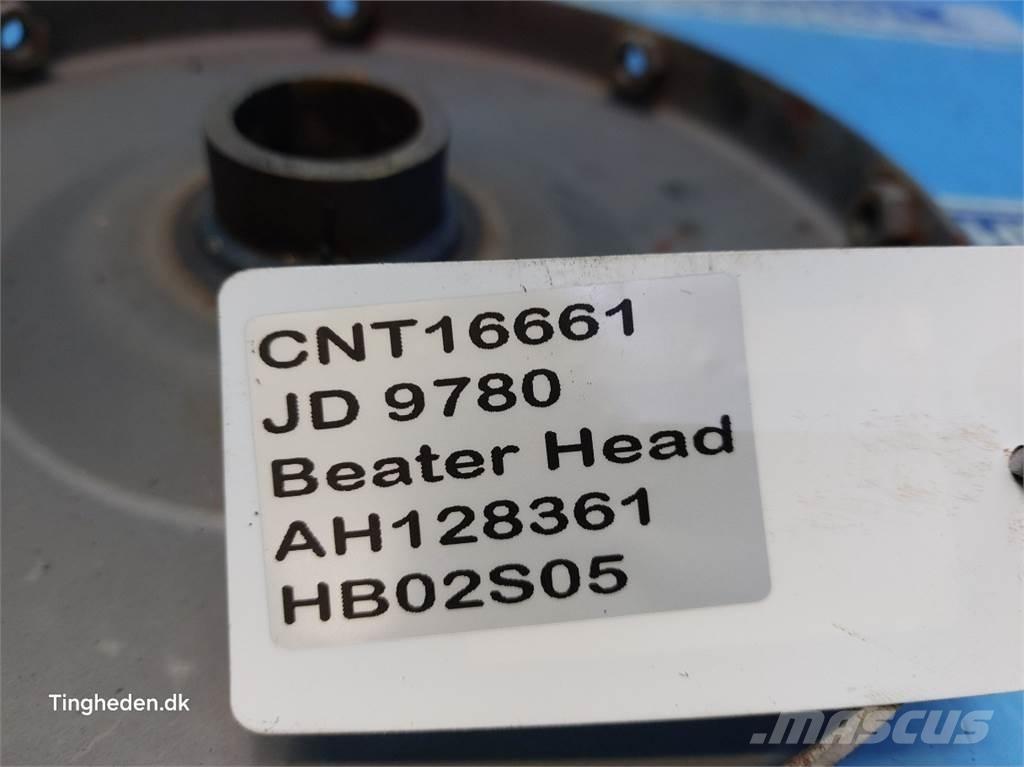 CNT16661
JD 9780
Beater Head
AH128361
HB02S05
Tingheden.dk
MASCUS